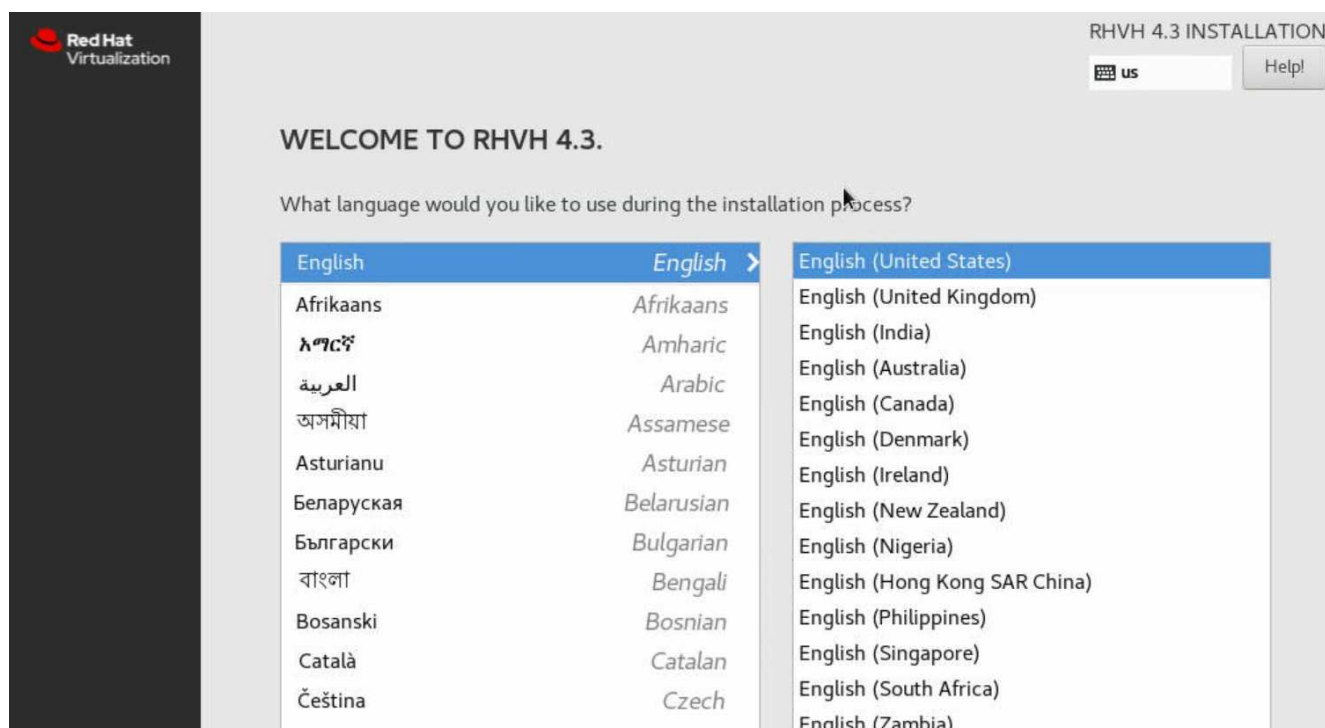 Red Hat
Virtualization
RHVH 4.3 INSTALLATION
us
Help!
WELCOME TO RHVH 4.3.
What language would you like to use during the installation process?
English English
Afrikaans Afrikaans
አማርኛ Amharic
العربية Arabic
অসমীয়া Assamese
Asturianu Asturian
Беларуская Belarusian
Български Bulgarian
বাংলা Bengali
Bosanski Bosnian
Català Catalan
Čeština Czech
English (United States)
English (United Kingdom)
English (India)
English (Australia)
English (Canada)
English (Denmark)
English (Ireland)
English (New Zealand)
English (Nigeria)
English (Hong Kong SAR China)
English (Philippines)
English (Singapore)
English (South Africa)
English (Zambia)